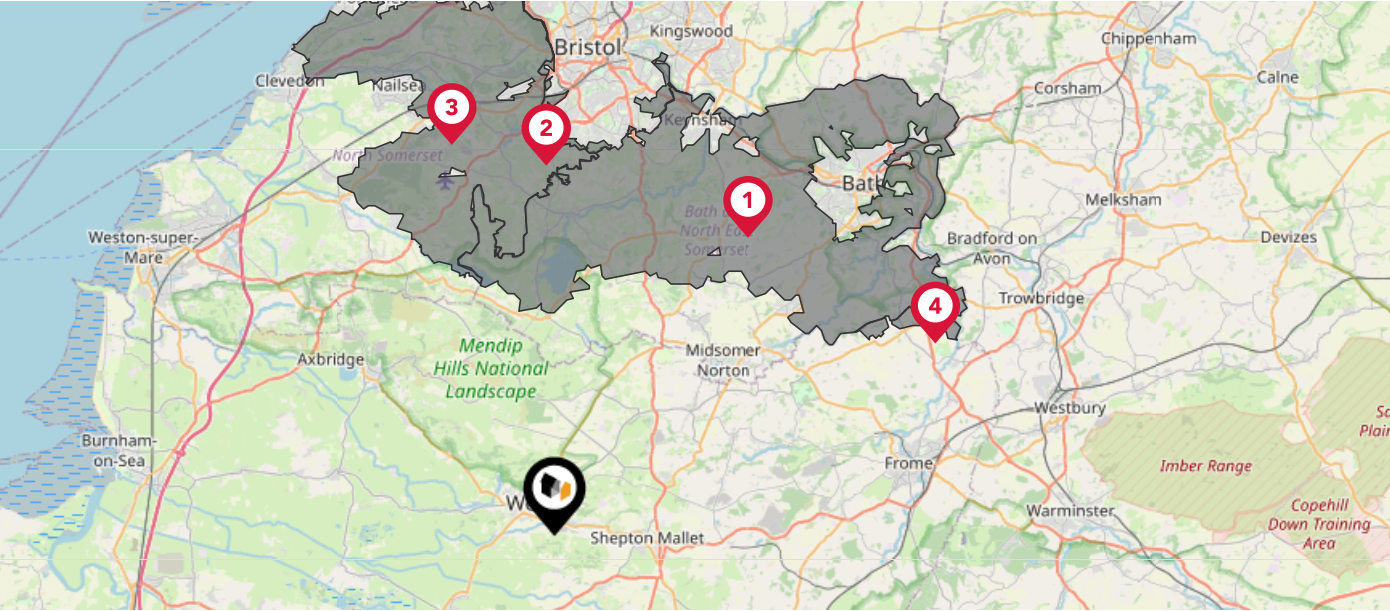 Bristol
Kingswood
Chippenham
Clevedon
Nailsea
Calne
Corsham
3
2
Keynsham
North Somerset
1
Bath
Bath
North Ea
Somerset
Melksham
Weston-super-
Mare
Bradford on
Avon
Devizes
4
Trowbridge
Axbridge
Mendip
Hills National
Landscape
Midsomer
Norton
Westbury
Burnham-
on-Sea
Frome
Imber Range
Warminster
Copehill
Down Training
Area
Shepton Mallet